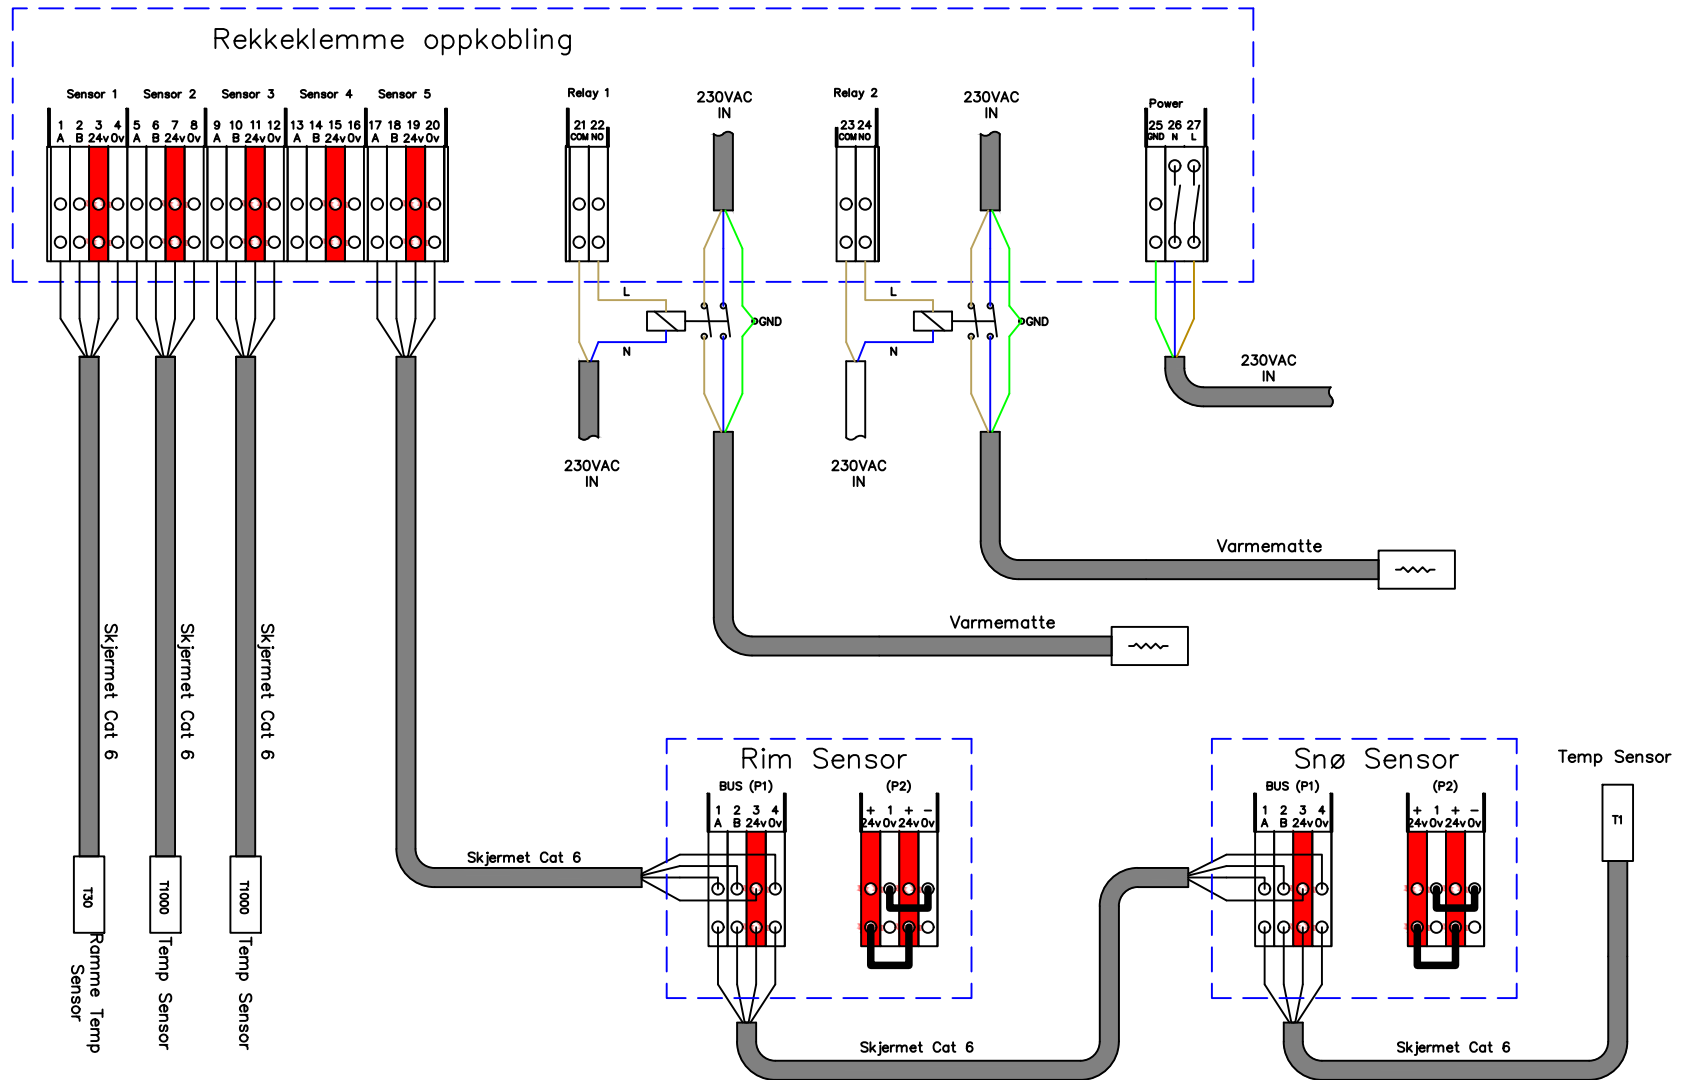 Rekkeklemme oppkobling
Sensor 1 Sensor 2 Sensor 3 Sensor 4 Sensor 5
1 2 3 4 5 6 7 8 9 10 11 12 13 14 15 16 17 18 19 20
A B 24v 0v A B 24v 0v A B 24v 0v A B 24v 0v A B 24v 0v
Relay 1
21 22
COM NO
230VAC
IN
Relay 2
23 24
COM NO
230VAC
IN
Power
25 26 27
GND N L
L
N
GND
230VAC
IN
L
N
GND
230VAC
IN
230VAC
IN
Varmematte
Varmematte
Skjermet Cat 6
Skjermet Cat 6
Skjermet Cat 6
T30
T1000
T1000
Ramme Temp
Sensor
Temp Sensor
Temp Sensor
Skjermet Cat 6
Rim Sensor
BUS (P1) (P2)
1 2 3 4 + 1 + -
A B 24v 0v 24v 0v 24v 0v
Skjermet Cat 6
Snø Sensor
BUS (P1) (P2)
1 2 3 4 + 1 + -
A B 24v 0v 24v 0v 24v 0v
Skjermet Cat 6
Temp Sensor
T1